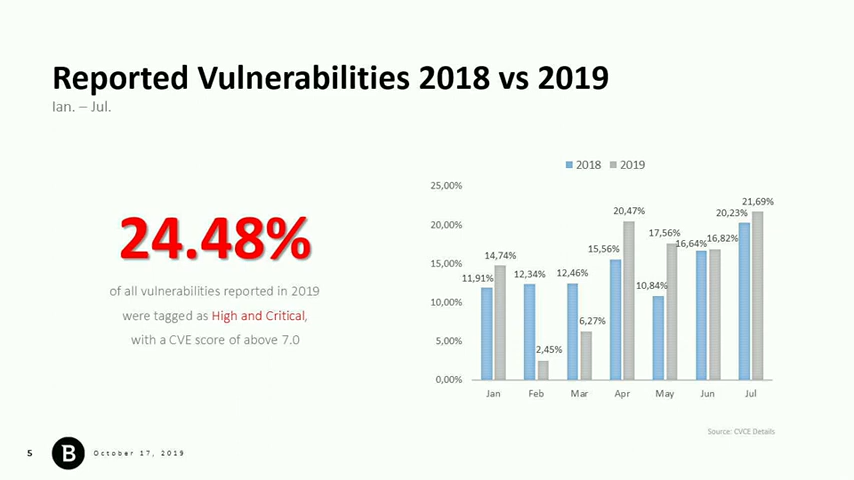 Reported Vulnerabilities 2018 vs 2019
Ian. – Jul.
24.48%
of all vulnerabilities reported in 2019
were tagged as High and Critical,
with a CVE score of above 7.0
2018 2019
25,00%
20,00%
15,00%
10,00%
5,00%
0,00%
11,91%
14,74%
12,34%
2,45%
12,46%
6,27%
15,56%
20,47%
10,84%
17,56%
16,64%
16,82%
20,23%
21,69%
Jan Feb Mar Apr May Jun Jul
Source: CVCE Details
5 B October 17, 2019